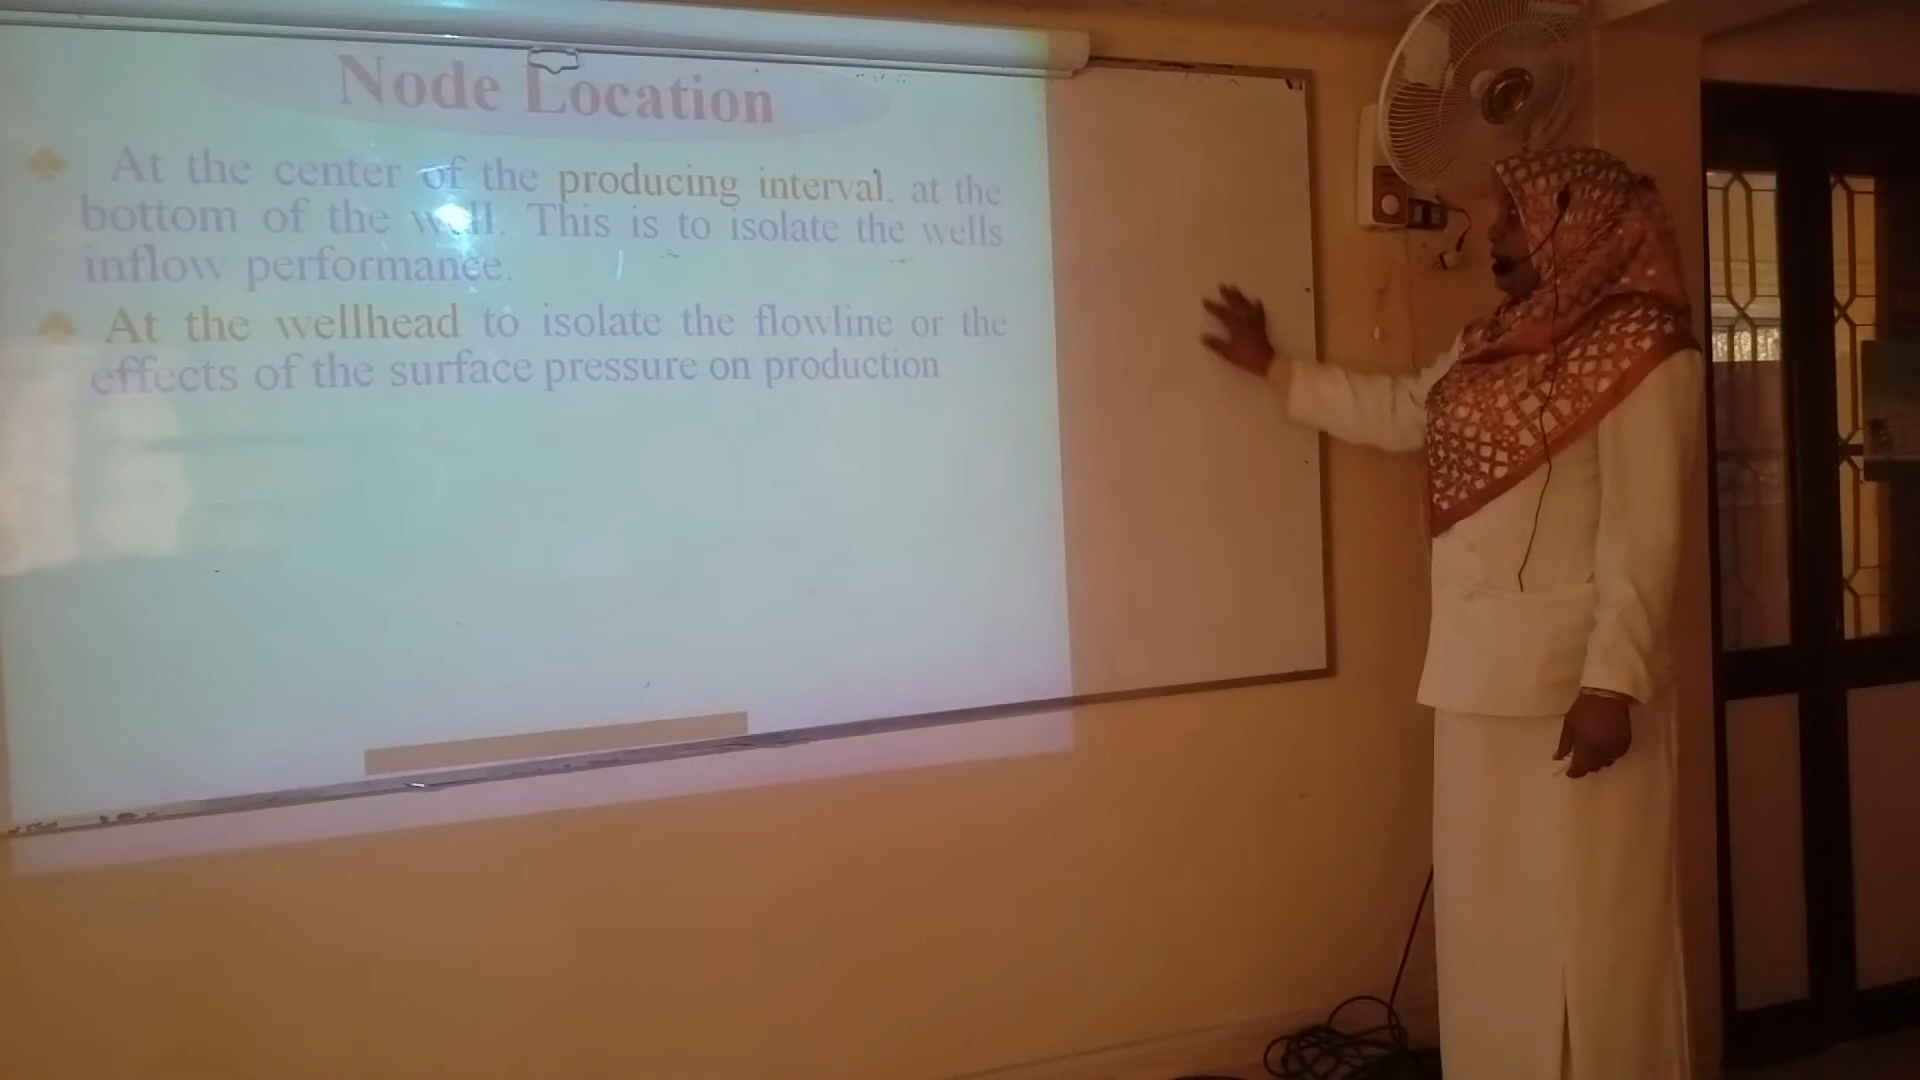 Node Location
At the center of the producing interval, at the
bottom of the well. This is to isolate the wells
inflow performance.
At the wellhead to isolate the flowline or the
effects of the surface pressure on production